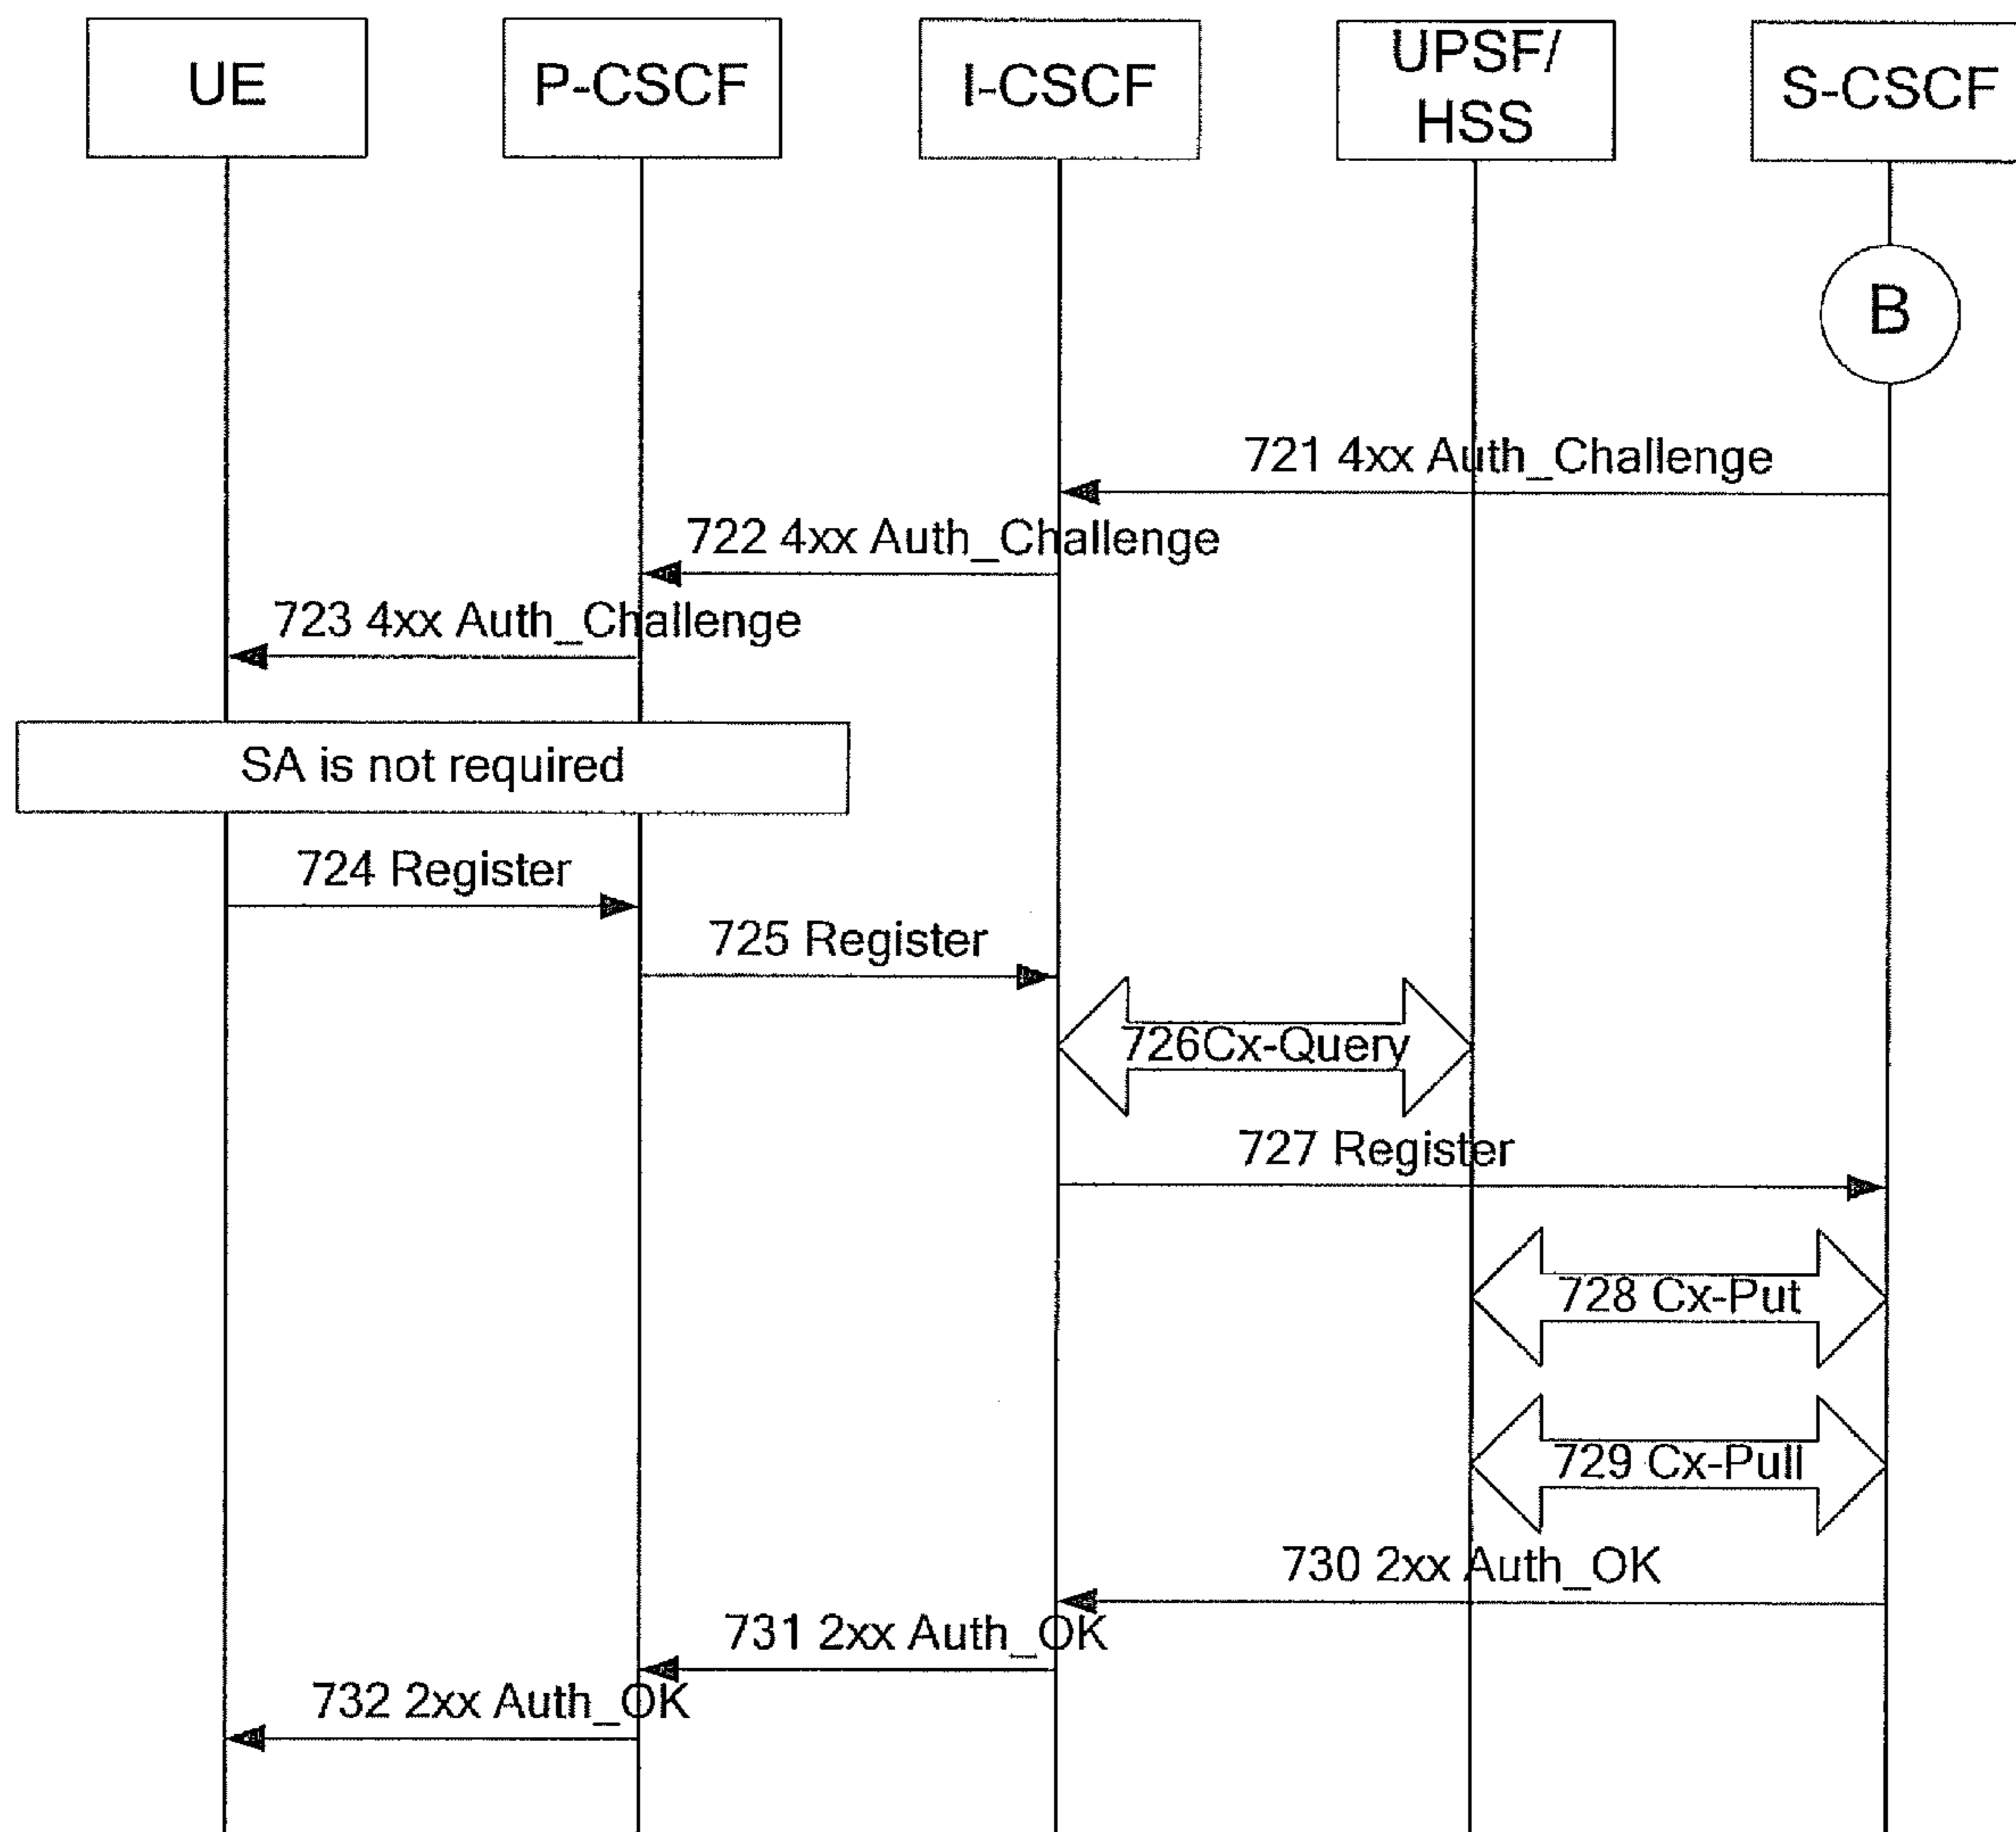 UE
P-CSCF
I-CSCF
UPSF/
HSS
S-CSCF
B
721 4xx Auth_Challenge
722 4xx Auth_Challenge
723 4xx Auth_Challenge
SA is not required
724 Register
725 Register
726Cx-Query
727 Register
728 Cx-Put
729 Cx-Pull
730 2xx Auth_OK
731 2xx Auth_OK
732 2xx Auth_OK